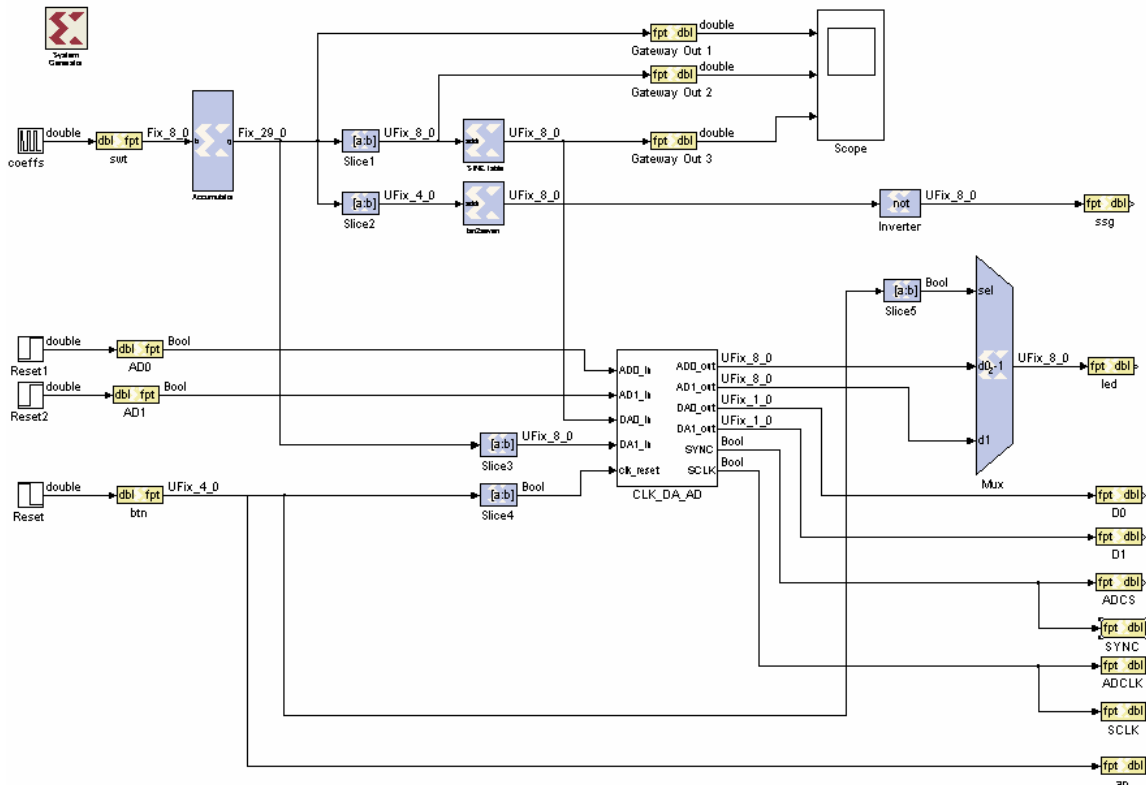 System
Generator
double
fpt dbl
Gateway Out 1
double
fpt dbl
Gateway Out 2
double
fpt dbl
Gateway Out 3
Scope
coeffs
double
dbl fpt
swt
Fix_8_0
b
q
Accumulator
Fix_29_0
[a:b]
Slice1
UFix_8_0
addr
SINE table
UFix_8_0
[a:b]
Slice2
UFix_4_0
addr
bin2seven
UFix_8_0
not
Inverter
UFix_8_0
fpt dbl
ssg
[a:b]
Slice5
Bool
sel
d0
d1
Mux
UFix_8_0
fpt dbl
led
Reset1
double
dbl fpt
AD0
Bool
Reset2
double
dbl fpt
AD1
Bool
Reset
double
dbl fpt
btn
UFix_4_0
[a:b]
Slice3
UFix_8_0
[a:b]
Slice4
Bool
AD0_in
AD1_in
DA0_in
DA1_in
clk_reset
AD0_out
AD1_out
DA0_out
DA1_out
SYNC
SCLK
CLK_DA_AD
UFix_8_0
UFix_8_0
UFix_1_0
UFix_1_0
Bool
Bool
fpt dbl
D0
fpt dbl
D1
fpt dbl
ADCS
fpt dbl
SYNC
fpt dbl
ADCLK
fpt dbl
SCLK
fpt dbl